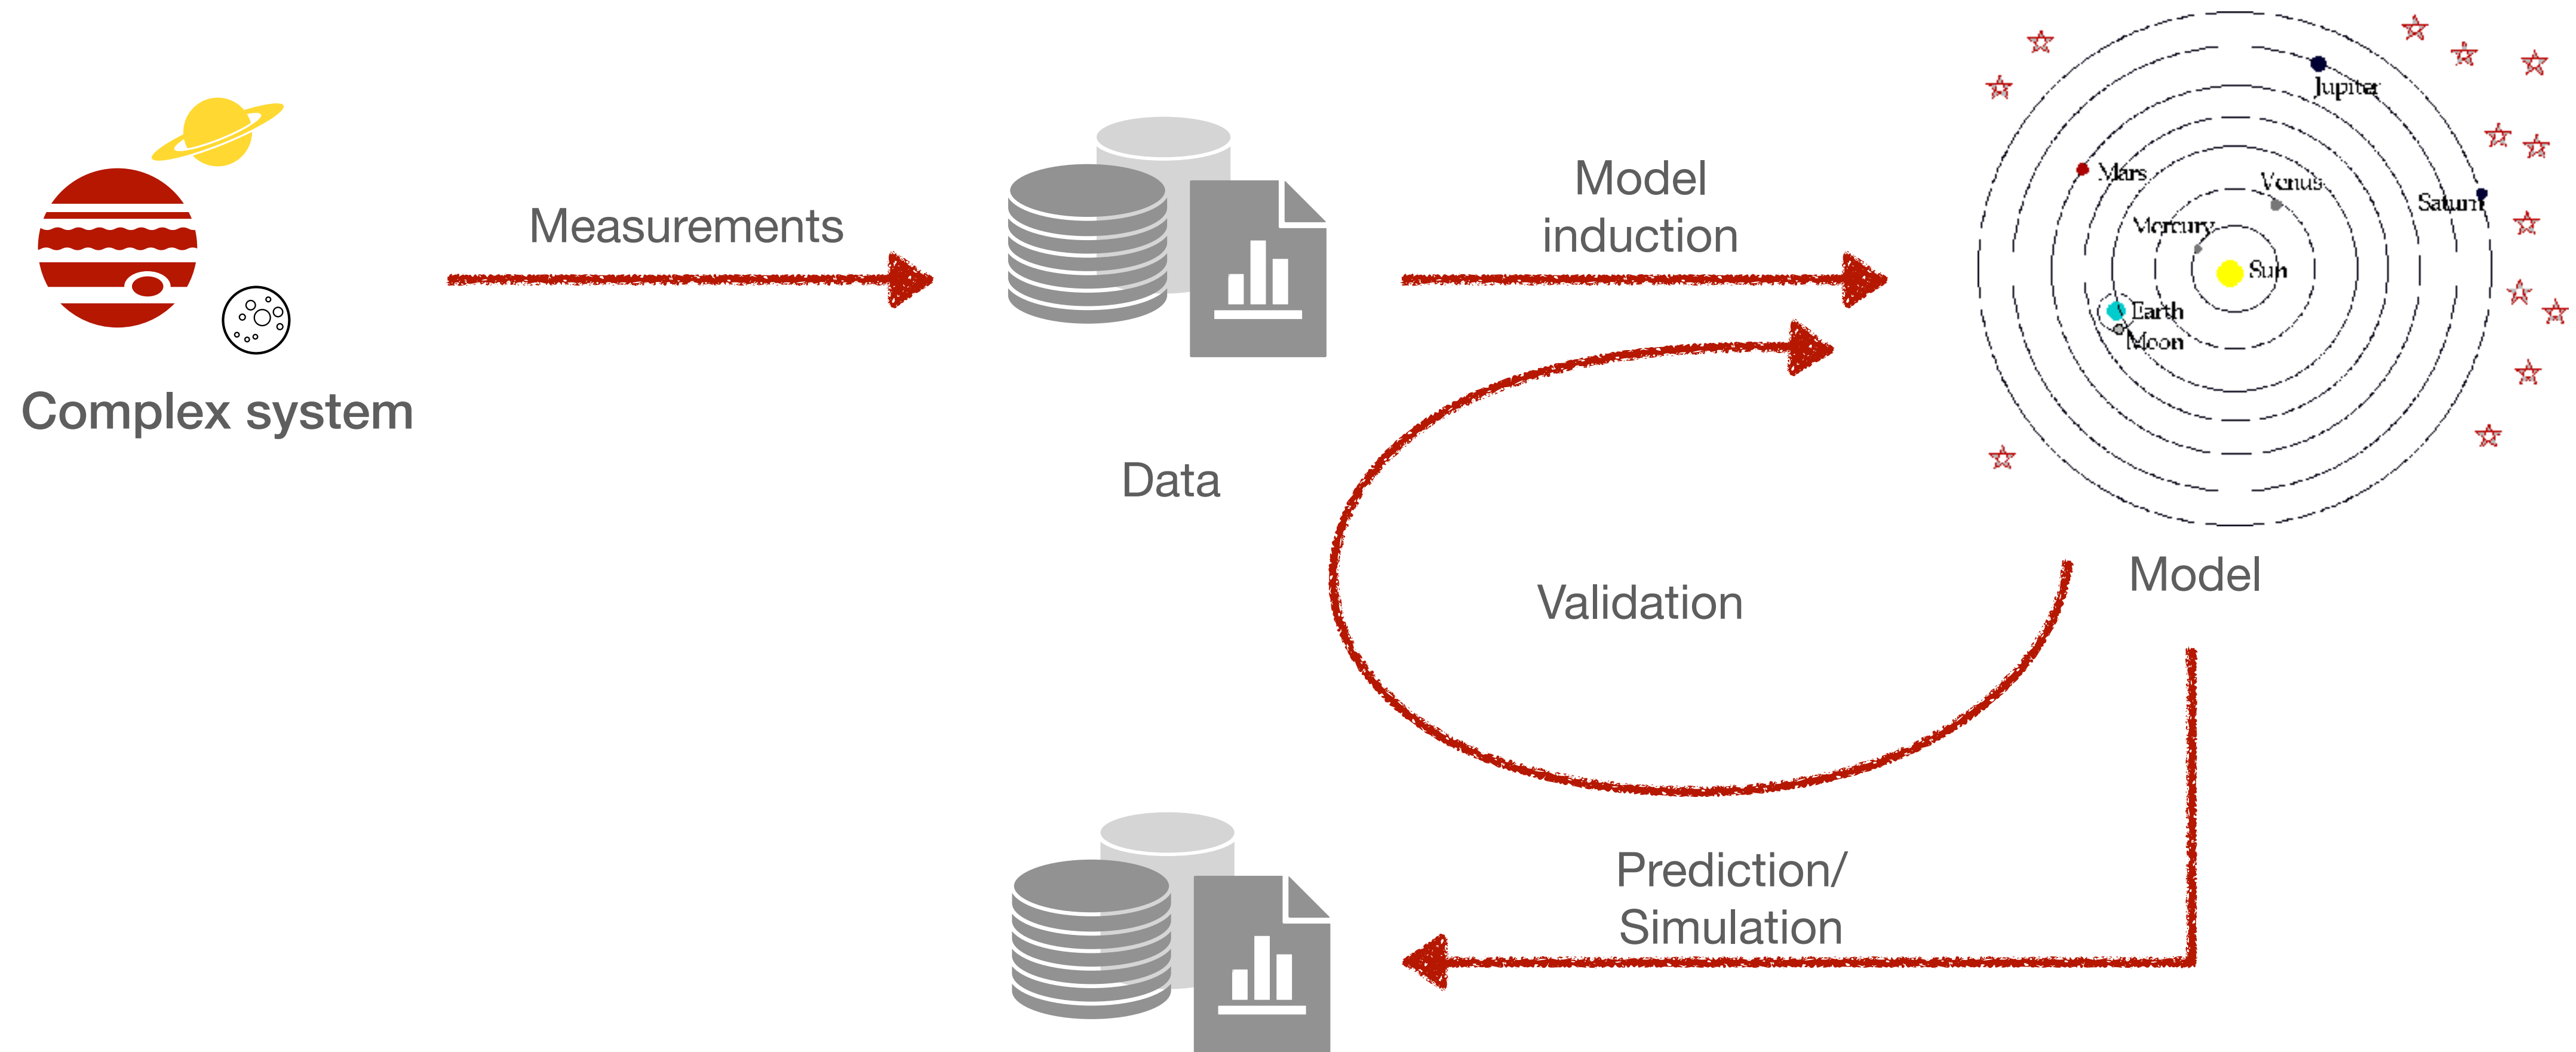 Complex system
Measurements
Data
Model
induction
Validation
Jupiter
Mars
Venus
Saturn
Mercury
Sun
Earth
Moon
Model
Prediction/
Simulation